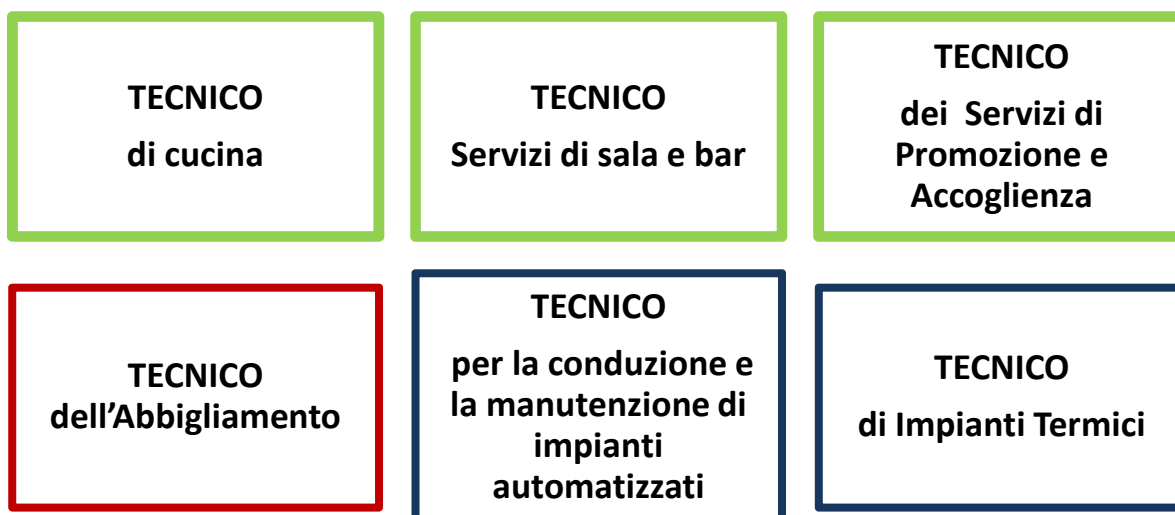 TECNICO
di cucina
TECNICO
Servizi di sala e bar
TECNICO
dei Servizi di
Promozione e
Accoglienza
TECNICO
dell'Abbigliamento
TECNICO
per la conduzione e
la manutenzione di
impianti
automatizzati
TECNICO
di Impianti Termici